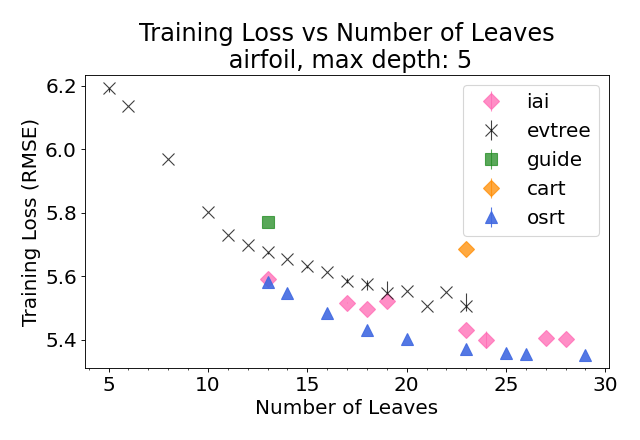 Training Loss vs Number of Leaves
airfoil, max depth: 5
Training Loss (RMSE)
6.2
6.0
5.8
5.6
5.4
iai
evtree
guide
cart
osrt
5 10 15 20 25 30
Number of Leaves